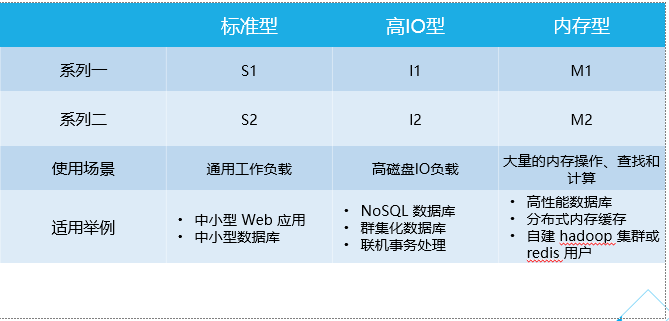 标准型 高IO型 内存型
系列一 S1 I1 M1
系列二 S2 I2 M2
使用场景 通用工作负载 高磁盘IO负载 大量的内存操作、查找和
计算
适用举例
• 中小型 Web 应用
• 中小型数据库
• NoSQL 数据库
• 群集化数据库
• 联机事务处理
• 高性能数据库
• 分布式内存缓存
• 自建 hadoop 集群或
redis 用户